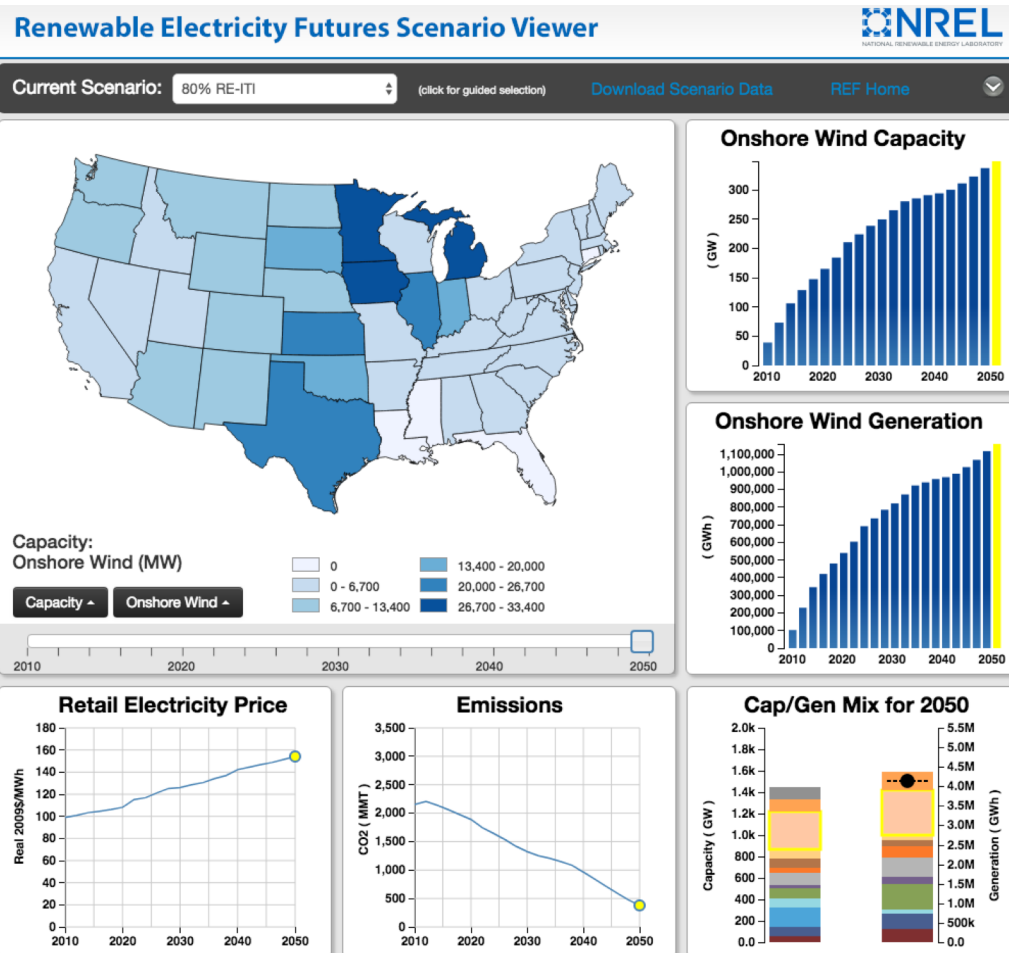 Renewable Electricity Futures Scenario Viewer
NREL
NATIONAL RENEWABLE ENERGY LABORATORY
Current Scenario: 80% RE-ITI (click for guided selection) Download Scenario Data REF Home
Capacity:
Onshore Wind (MW)
0
0 - 6,700
6,700 - 13,400
13,400 - 20,000
20,000 - 26,700
26,700 - 33,400
Capacity Onshore Wind
2010 2020 2030 2040 2050
Onshore Wind Capacity
( GW )
300
250
200
150
100
50
0
2010 2020 2030 2040 2050
Onshore Wind Generation
( GWh )
1,100,000
1,000,000
900,000
800,000
700,000
600,000
500,000
400,000
300,000
200,000
100,000
0
2010 2020 2030 2040 2050
Retail Electricity Price
Real 2009$/MWh
180
160
140
120
100
80
60
40
20
0
2010 2020 2030 2040 2050
Emissions
CO2 ( MMT )
3,500
3,000
2,500
2,000
1,500
1,000
500
0
2010 2020 2030 2040 2050
Cap/Gen Mix for 2050
Capacity ( GW )
2.0k
1.8k
1.6k
1.4k
1.2k
1.0k
800
600
400
200
0.0
5.5M
5.0M
4.5M
4.0M
3.5M
3.0M
2.5M
2.0M
1.5M
1.0M
500k
0.0
Generation ( GWh )